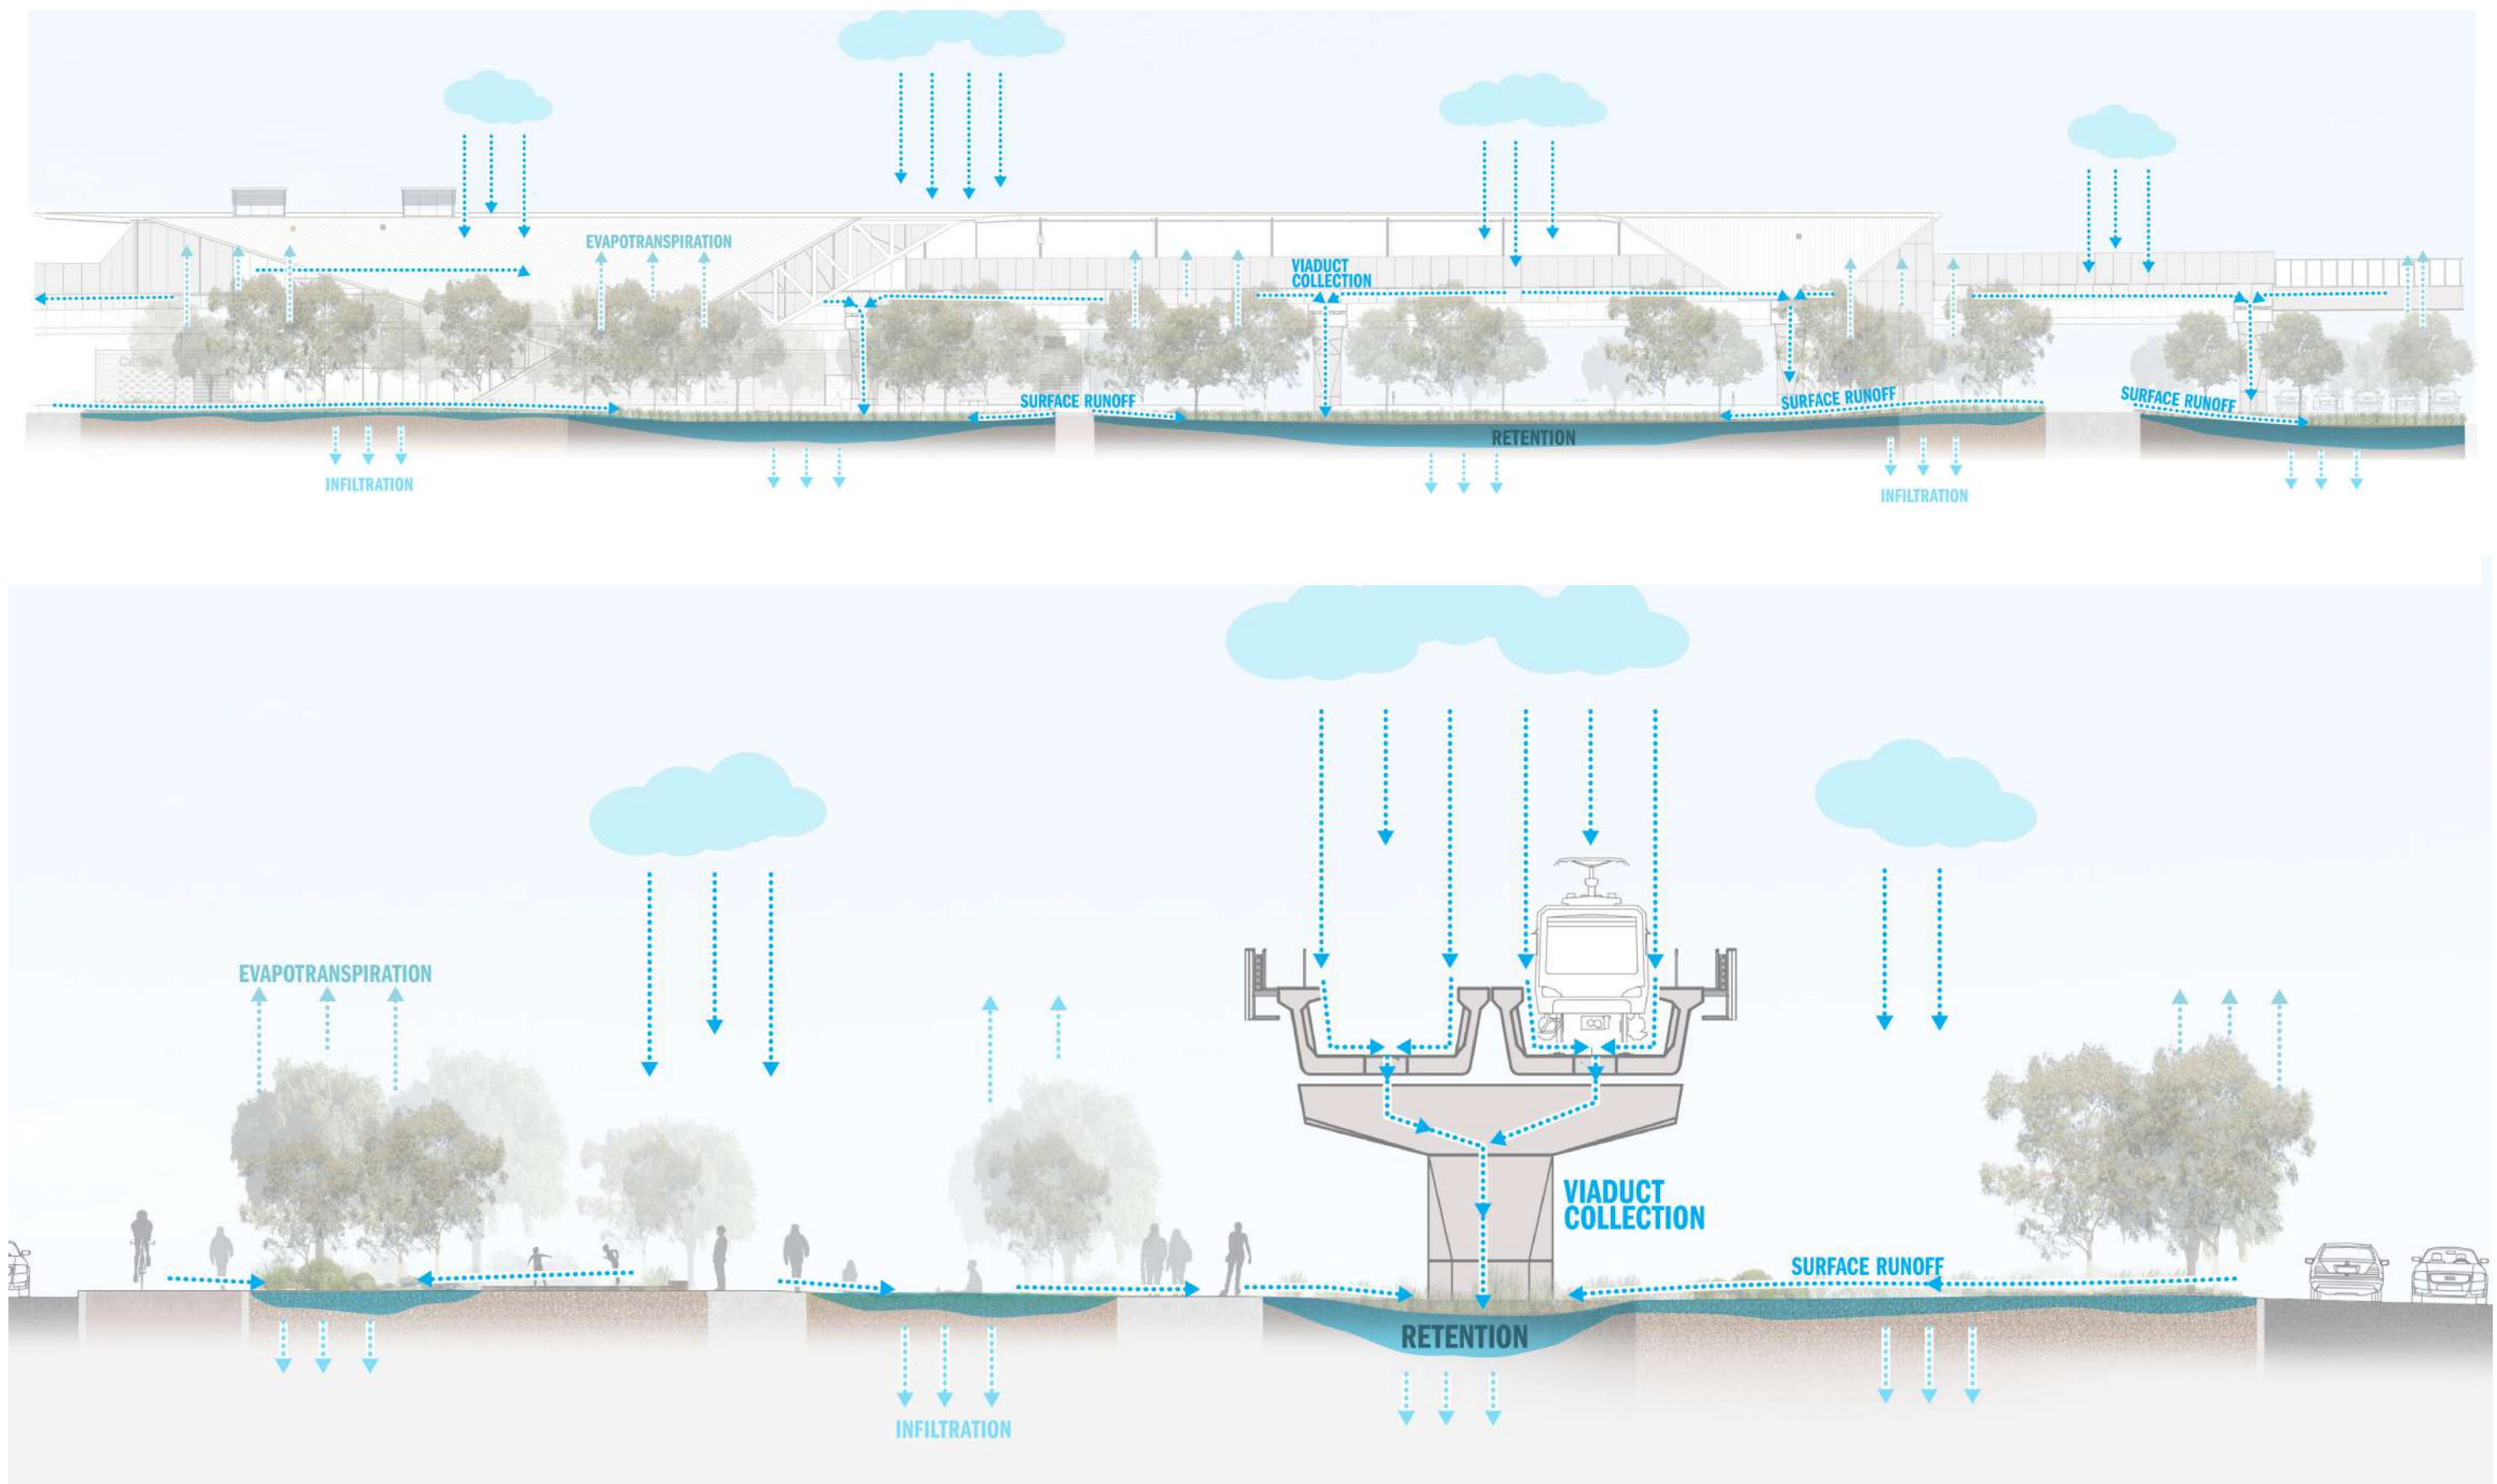 EVAPOTRANSPIRATION
VIADUCT
COLLECTION
Carlisle
SURFACE RUNOFF
SURFACE RUNOFF
SURFACE RUNOFF
RETENTION
INFILTRATION
INFILTRATION
EVAPOTRANSPIRATION
VIADUCT
COLLECTION
SURFACE RUNOFF
RETENTION
INFILTRATION